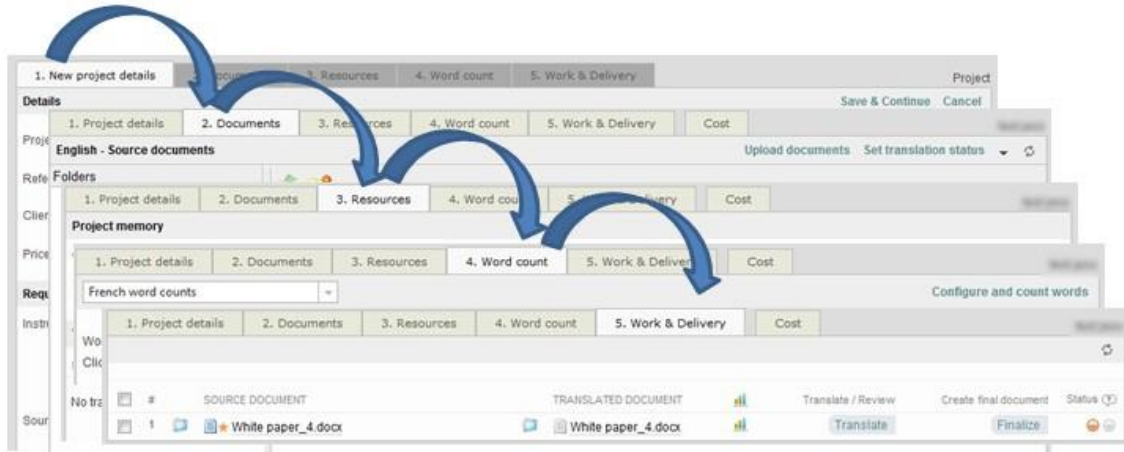 1. New project details 3. Resources 4. Word count 5. Work & Delivery Project
Details Save & Continue Cancel
1. Project details 2. Documents 3. Resources 4. Word count 5. Work & Delivery Cost
English - Source documents Upload documents Set translation status
Folders
1. Project details 2. Documents 3. Resources 4. Word count 5. Work & Delivery Cost
Project memory
Price
1. Project details 2. Documents 3. Resources 4. Word count 5. Work & Delivery Cost
French word counts Configure and count words
1. Project details 2. Documents 3. Resources 4. Word count 5. Work & Delivery Cost
# SOURCE DOCUMENT TRANSLATED DOCUMENT Translate / Review Create final document Status
1 White paper_4.docx White paper_4.docx Translate Finalize